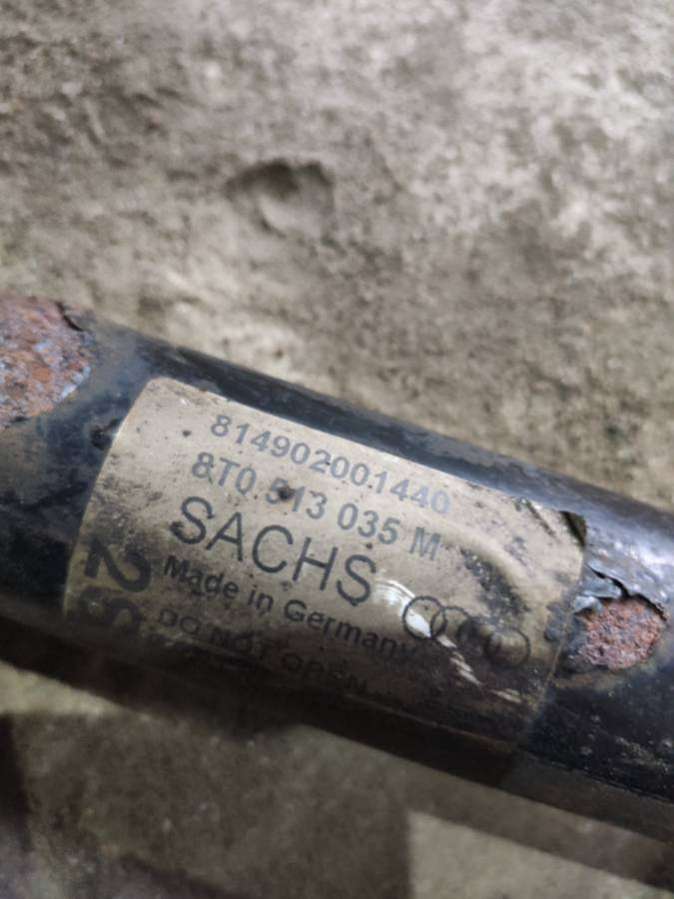 814902001440
8T0 513 035 M
SACHS
Made in Germany
DO NOT OPEN